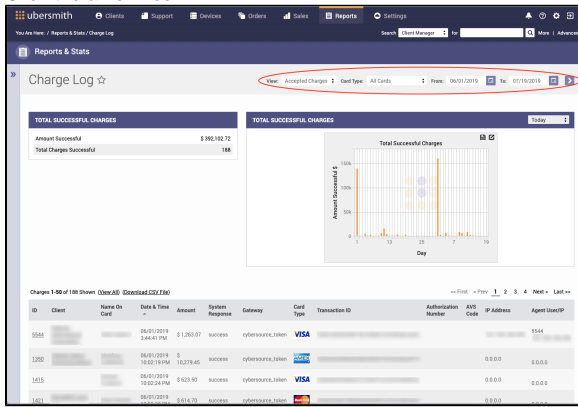 ubersmith Clients Support Devices Orders Sales Reports Settings
You Are Here: / Reports & Stats / Charge Log Search Client Manager for More | Advanced
Reports & Stats
Charge Log
View: Accepted Charges Card Type: All Cards From: 06/01/2019 To: 07/19/2019
TOTAL SUCCESSFUL CHARGES
Amount Successful $ 392,102.72
Total Charges Successful 188
TOTAL SUCCESSFUL CHARGES Today
Total Successful Charges
Amount Successful $
150k
100k
50k
0
1 13 25 7 19
Day
Charges 1-50 of 188 Shown (View All) (Download CSV File) «« First « Prev 1 2 3 4 Next » Last »»
ID Client Name On Card Date & Time Amount System Response Gateway Card Type Transaction ID Authorization Number AVS Code IP Address Agent User/IP
5544 06/01/2019 3:44:41 PM $ 1,263.07 success cybersource_token VISA 5544
1350 06/01/2019 10:02:19 PM $ 10,279.45 success cybersource_token 0.0.0.0 0.0.0.0
1415 06/01/2019 10:02:24 PM $ 623.50 success cybersource_token VISA 0.0.0.0 0.0.0.0
1421 06/01/2019 $ 614.70 success cybersource_token 0.0.0.0